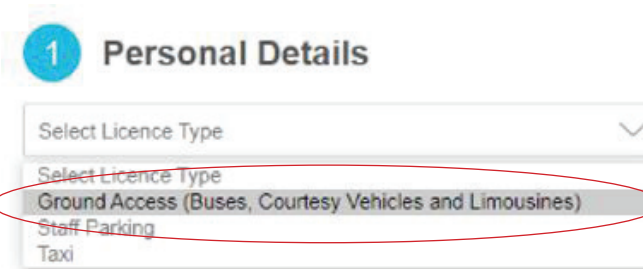 1 Personal Details
Select Licence Type
Select Licence Type
Ground Access (Buses, Courtesy Vehicles and Limousines)
Staff Parking
Taxi